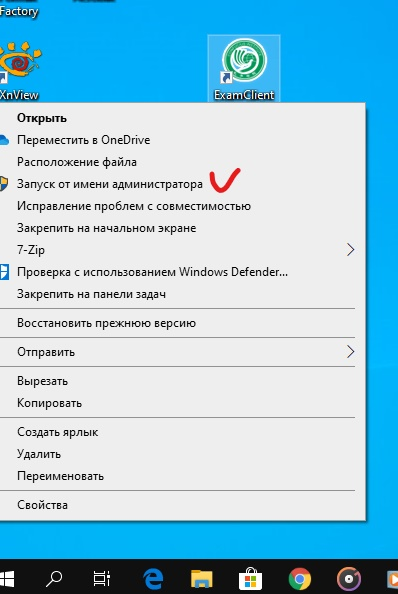 Factory
XnView
ExamClient
Открыть
Переместить в OneDrive
Расположение файла
Запуск от имени администратора
Исправление проблем с совместимостью
Закрепить на начальном экране
7-Zip
Проверка с использованием Windows Defender...
Закрепить на панели задач
Восстановить прежнюю версию
Отправить
Вырезать
Копировать
Создать ярлык
Удалить
Переименовать
Свойства